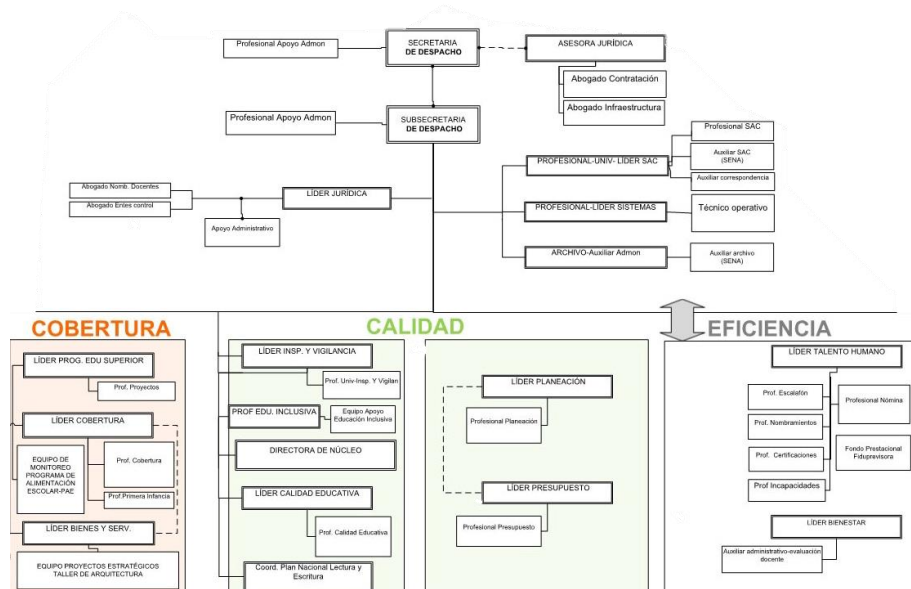 SECRETARIA
DE DESPACHO
Profesional Apoyo Admon
ASESORA JURÍDICA
Abogado Contratación
Abogado Infraestructura
Profesional Apoyo Admon
SUBSECRETARIA
DE DESPACHO
Profesional SAC
PROFESIONAL-UNIV- LÍDER SAC
Auxiliar SAC
(SENA)
Auxiliar correspondencia
Abogado Nomb. Docentes
Abogado Entes control
LÍDER JURÍDICA
Apoyo Administrativo
PROFESIONAL-LÍDER SISTEMAS
Técnico operativo
ARCHIVO-Auxiliar Admon
Auxiliar archivo
(SENA)
COBERTURA
LÍDER PROG. EDU SUPERIOR
Prof. Proyectos
LÍDER COBERTURA
EQUIPO DE
MONITOREO
PROGRAMA DE
ALIMENTACIÓN
ESCOLAR-PAE
Prof. Cobertura
Prof.Primera Infancia
LÍDER BIENES Y SERV.
EQUIPO PROYECTOS ESTRATÉGICOS
TALLER DE ARQUITECTURA
CALIDAD
LÍDER INSP. Y VIGILANCIA
Prof. Univ-Insp. Y Vigilan
PROF EDU. INCLUSIVA
Equipo Apoyo
Educación Inclusiva
DIRECTORA DE NÚCLEO
LÍDER CALIDAD EDUCATIVA
Prof. Calidad Educativa
Coord. Plan Nacional Lectura y
Escritura
LÍDER PLANEACIÓN
Profesional Planeación
LÍDER PRESUPUESTO
Profesional Presupuesto
EFICIENCIA
LÍDER TALENTO HUMANO
Prof. Escalafón
Profesional Nómina
Prof. Nombramientos
Prof. Certificaciones
Fondo Prestacional
Fiduprevisora
Prof Incapacidades
LÍDER BIENESTAR
Auxiliar administrativo-evaluación
docente